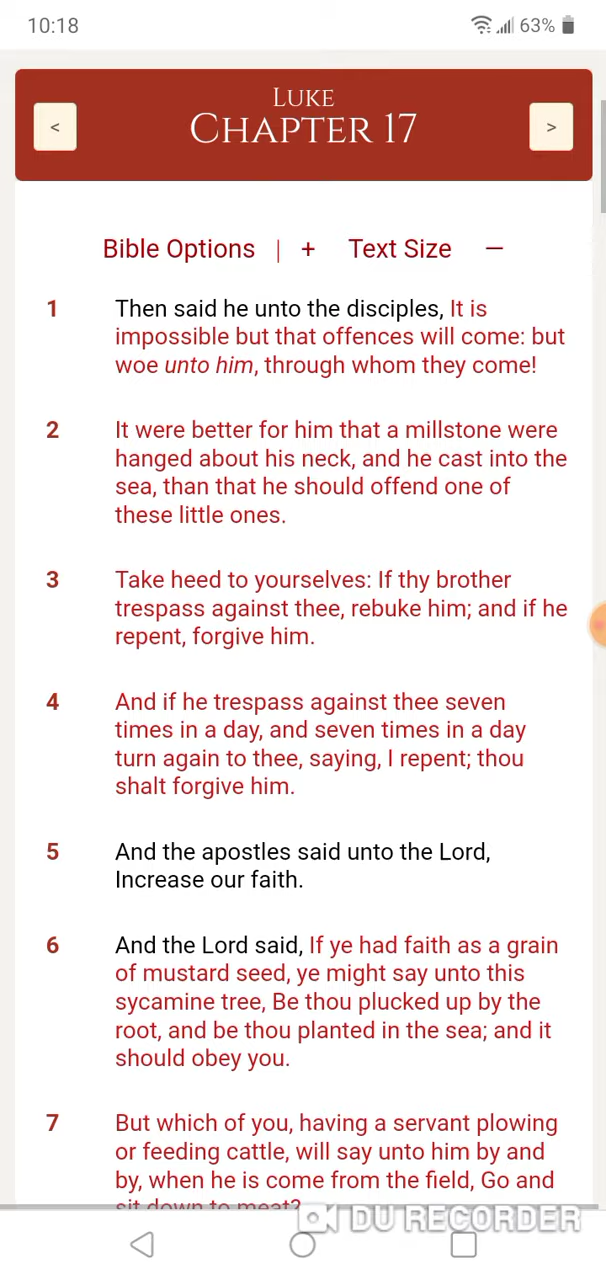 10:18 63%
LUKE
< CHAPTER 17 >
Bible Options | + Text Size —
1 Then said he unto the disciples, It is
impossible but that offences will come: but
woe unto him, through whom they come!
2 It were better for him that a millstone were
hanged about his neck, and he cast into the
sea, than that he should offend one of
these little ones.
3 Take heed to yourselves: If thy brother
trespass against thee, rebuke him; and if he
repent, forgive him.
4 And if he trespass against thee seven
times in a day, and seven times in a day
turn again to thee, saying, I repent; thou
shalt forgive him.
5 And the apostles said unto the Lord,
Increase our faith.
6 And the Lord said, If ye had faith as a grain
of mustard seed, ye might say unto this
sycamine tree, Be thou plucked up by the
root, and be thou planted in the sea; and it
should obey you.
7 But which of you, having a servant plowing
or feeding cattle, will say unto him by and
by, when he is come from the field, Go and
sit down to meat?
DU RECORDER